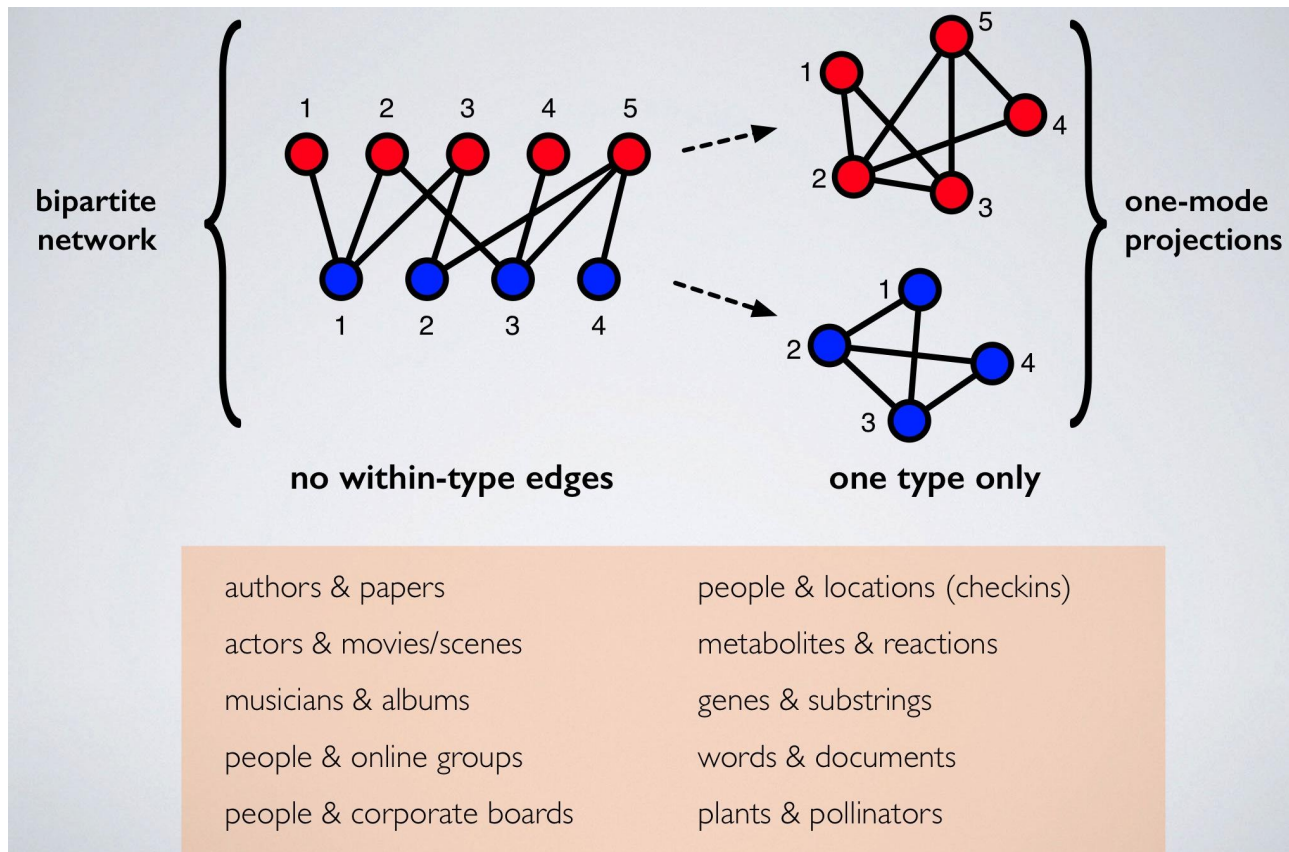 bipartite
network
1 2 3 4 5
1 2 3 4
1
5
4
2
3
1
2
4
3
one-mode
projections
no within-type edges
one type only
authors & papers
actors & movies/scenes
musicians & albums
people & online groups
people & corporate boards
people & locations (checkins)
metabolites & reactions
genes & substrings
words & documents
plants & pollinators